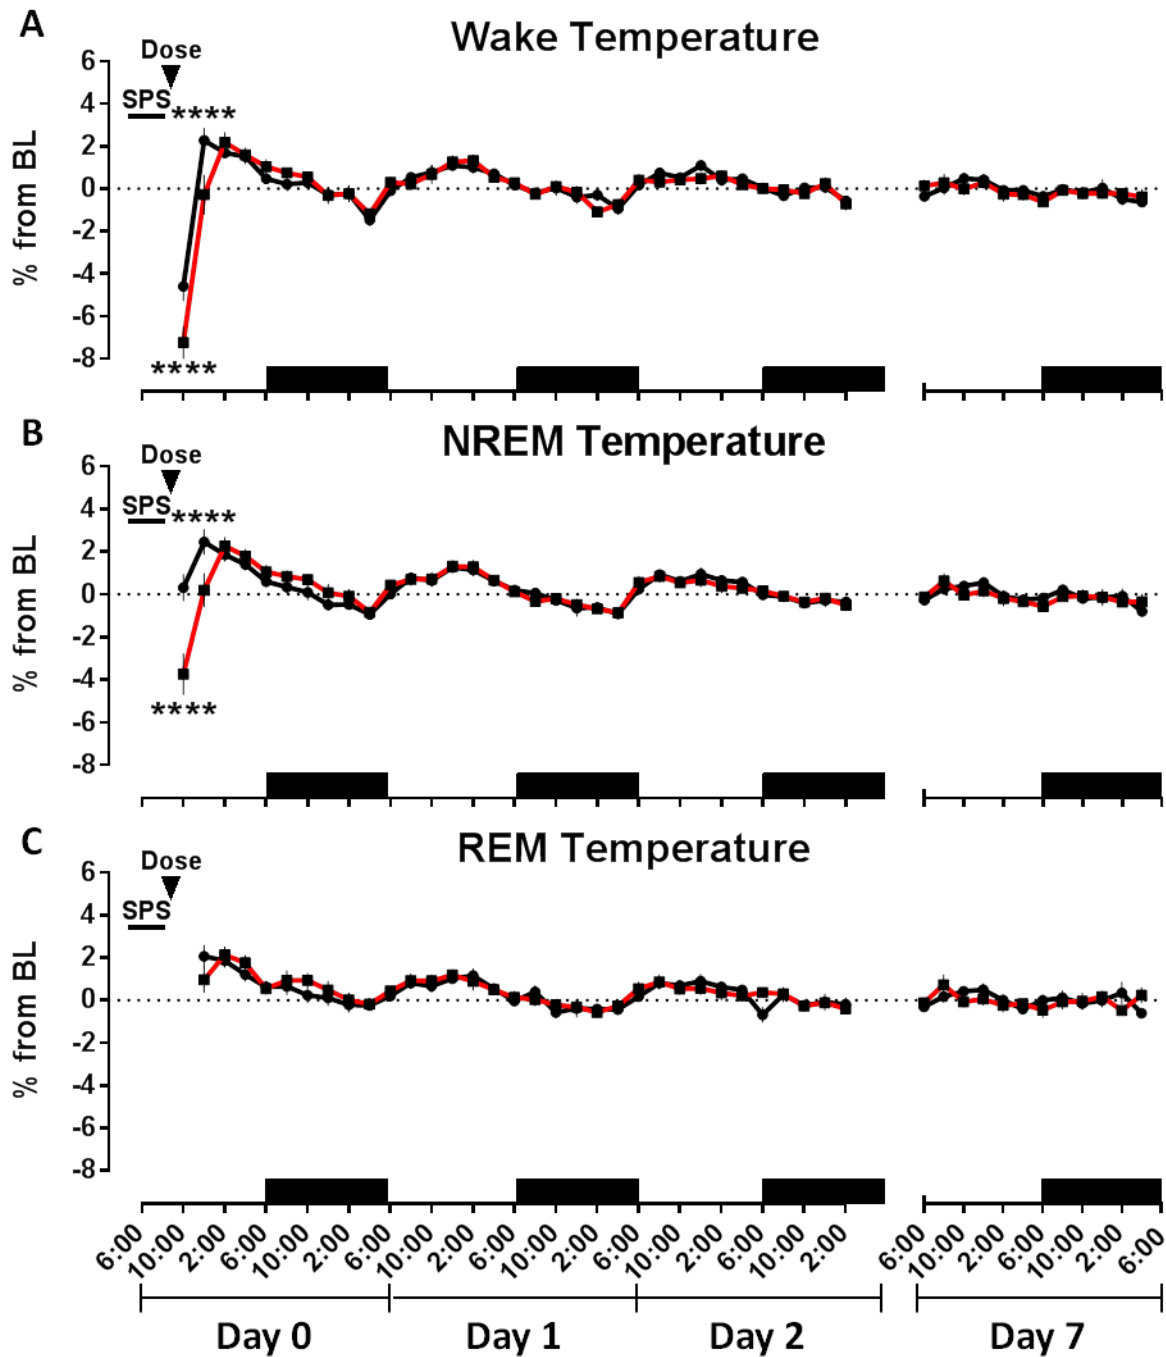 A
Wake Temperature
Dose
SPS
****
% from BL
6
4
2
0
-2
-4
-6
-8
****
B
NREM Temperature
Dose
SPS
****
% from BL
6
4
2
0
-2
-4
-6
-8
****
C
REM Temperature
Dose
SPS
% from BL
6
4
2
0
-2
-4
-6
-8
6:00 10:00 2:00 6:00 10:00 2:00 6:00 10:00 2:00 6:00 10:00 2:00 6:00 10:00 2:00 6:00 10:00 2:00 6:00 10:00 2:00 6:00 10:00 2:00 6:00
Day 0 Day 1 Day 2 Day 7